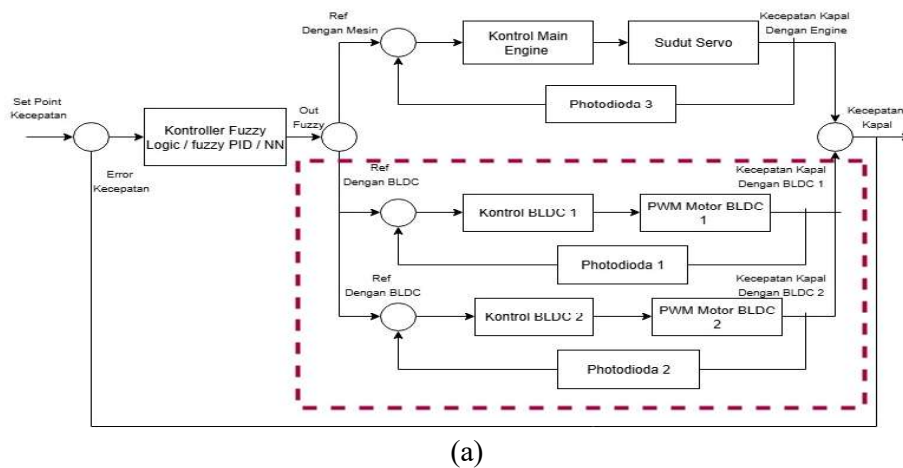 Ref
Dengan Mesin
Kontrol Main
Engine
Sudut Servo
Kecepatan Kapal
Dengan Engine
Photodioda 3
Set Point
Kecepatan
Kontroller Fuzzy
Logic / fuzzy PID / NN
Out
Fuzzy
Kecepatan
Kapal
Error
Kecepatan
Ref
Dengan BLDC
Kecepatan Kapal
Dengan BLDC 1
Kontrol BLDC 1
PWM Motor BLDC
1
Photodioda 1
Ref
Dengan BLDC
Kecepatan Kapal
Dengan BLDC 2
Kontrol BLDC 2
PWM Motor BLDC
2
Photodioda 2
(a)